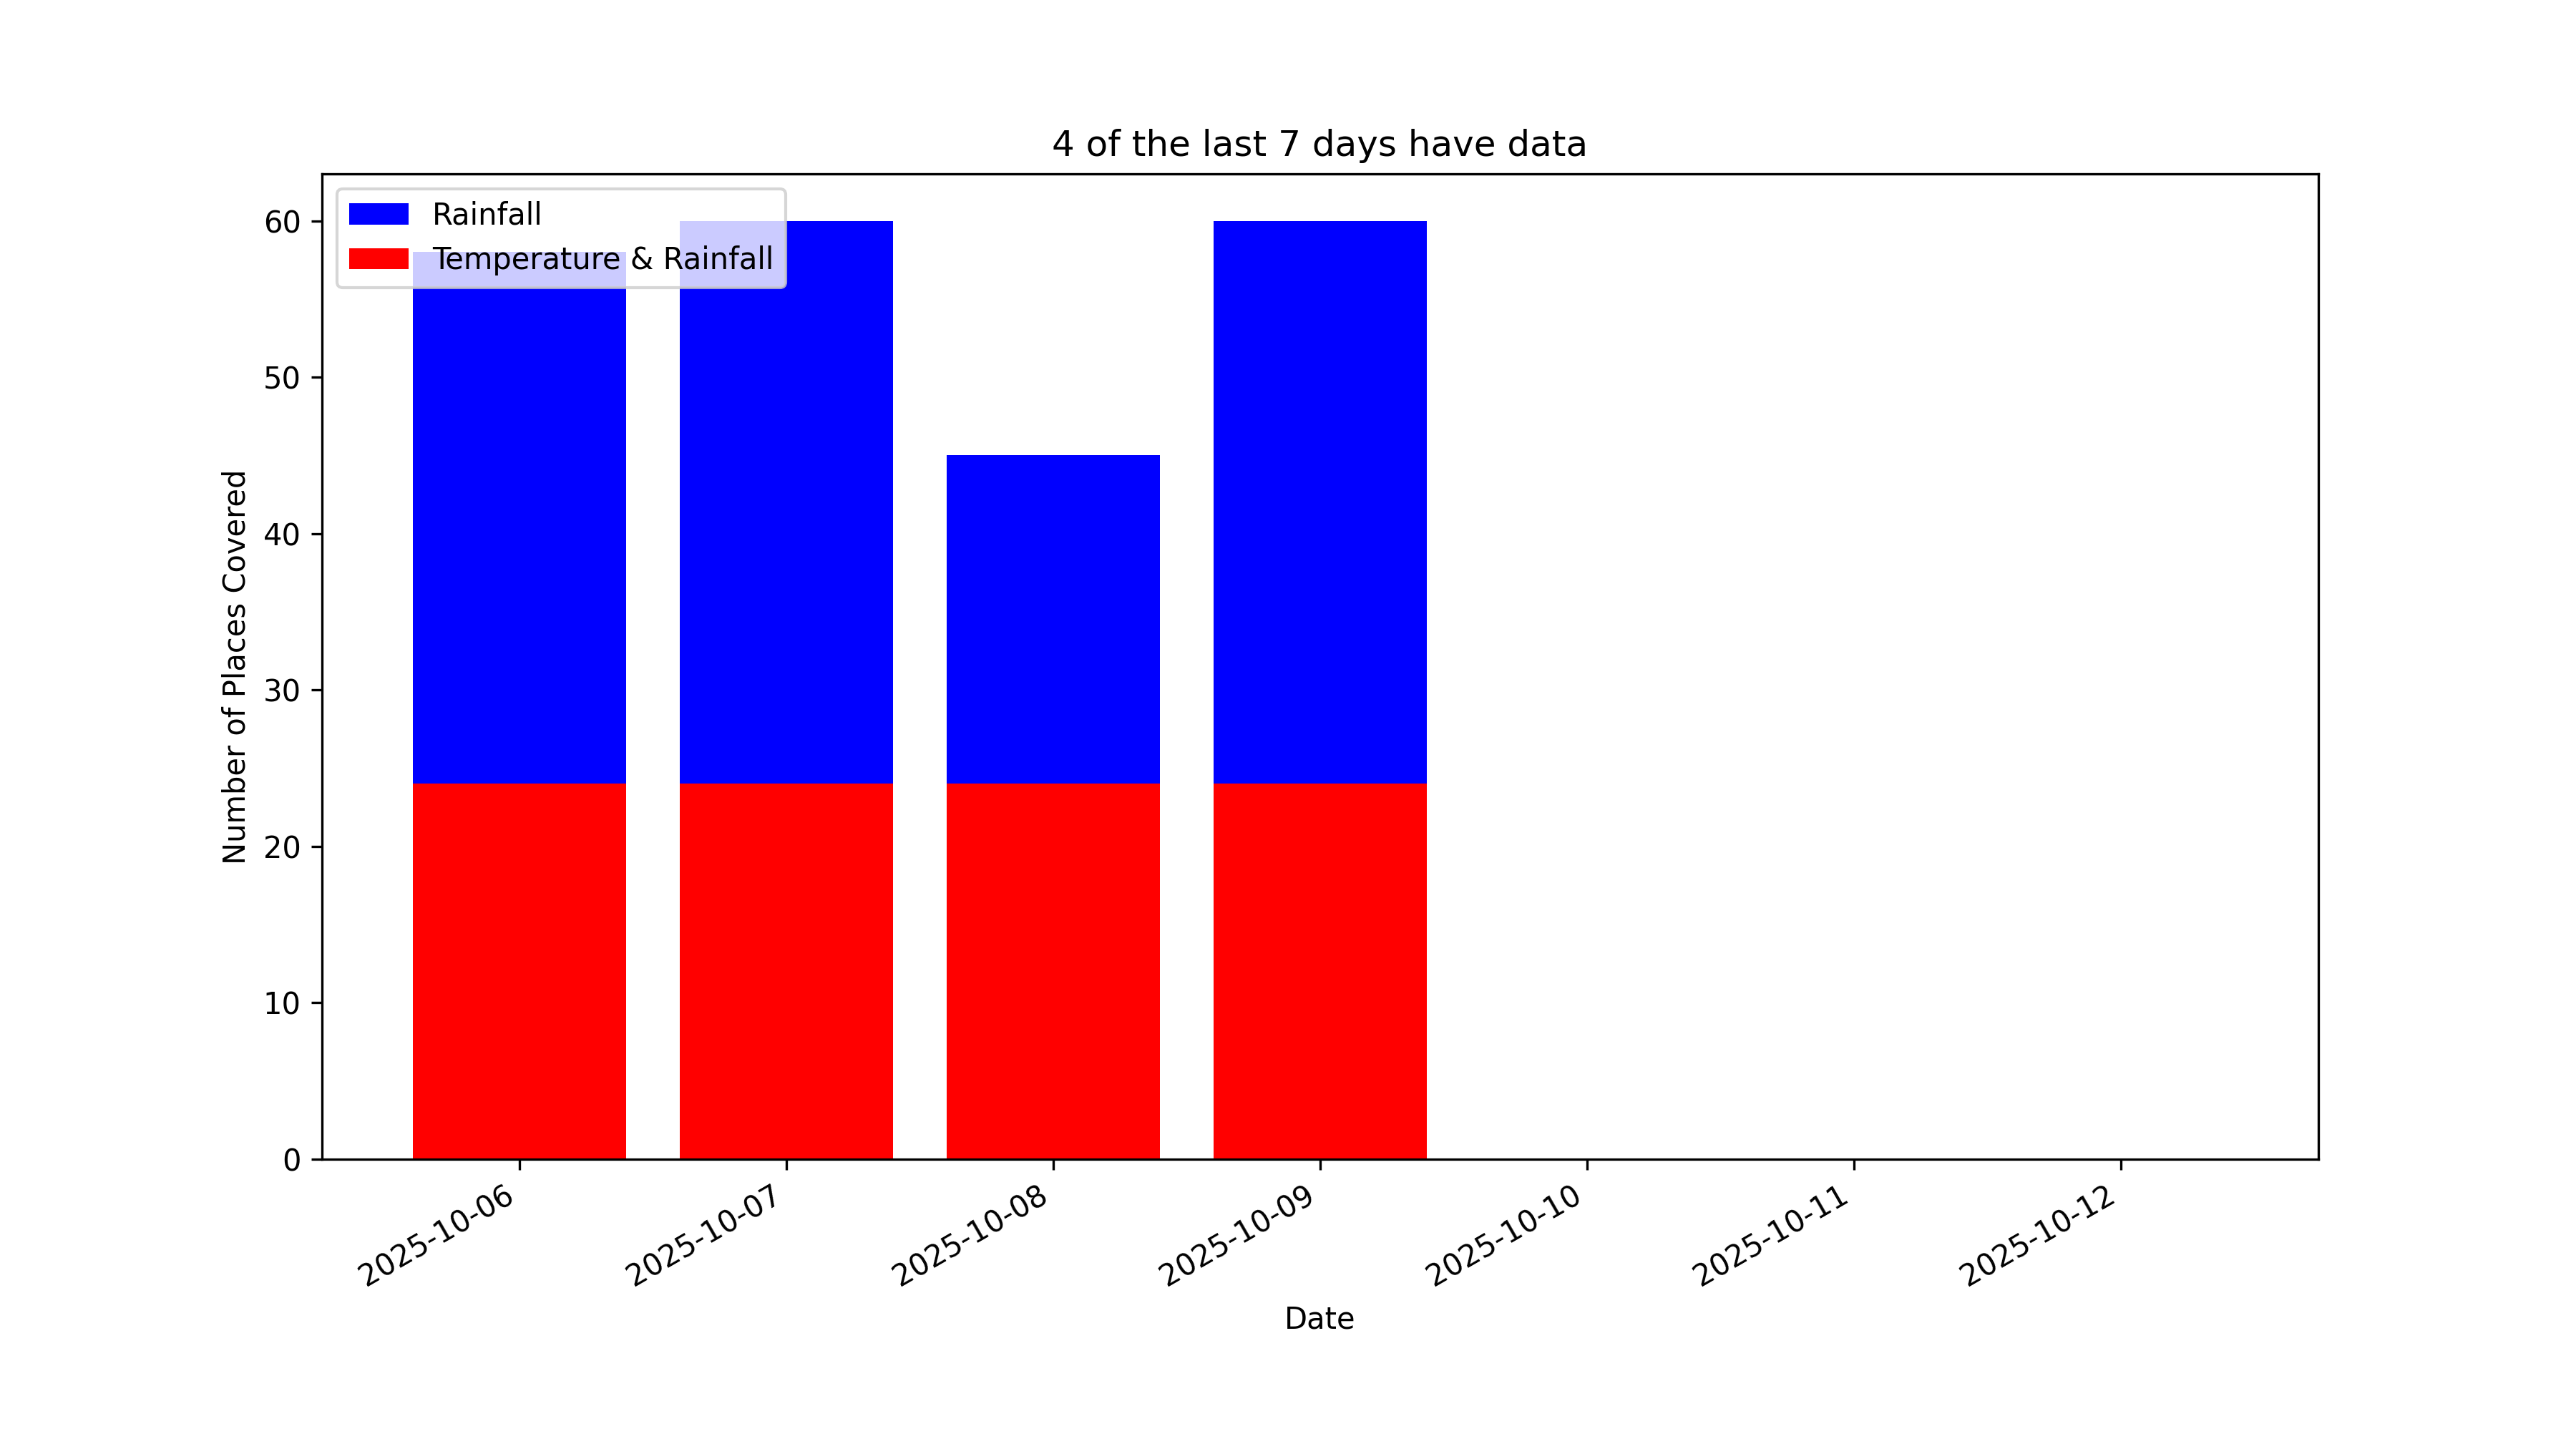 4 of the last 7 days have data
Rainfall
Temperature & Rainfall
Number of Places Covered
60
50
40
30
20
10
0
2025-10-06
2025-10-07
2025-10-08
2025-10-09
2025-10-10
2025-10-11
2025-10-12
Date